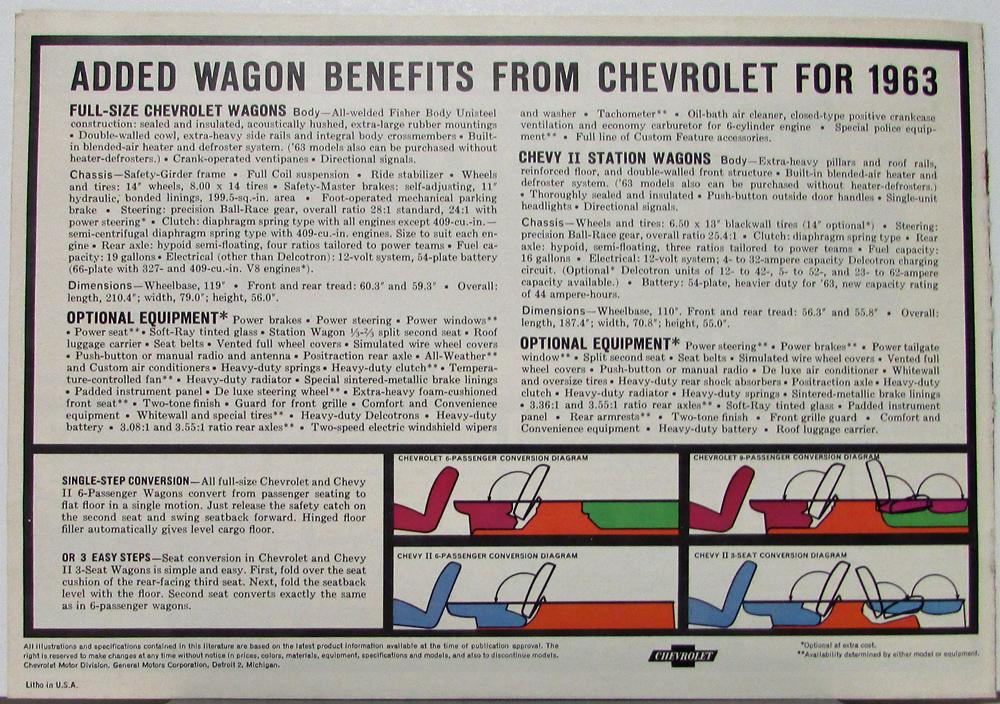 ADDED WAGON BENEFITS FROM CHEVROLET FOR 1963
FULL-SIZE CHEVROLET WAGONS Body—All-welded Fisher Body Unisteel
construction: sealed and insulated, acoustically hushed, extra-large rubber mountings
• Double-walled cowl, extra-heavy side rails and integral body crossmembers • Built-
in blended-air heater and defroster system. ('63 models also can be purchased without
heater-defrosters.) • Crank-operated ventipanes • Directional signals.
Chassis—Safety-Girder frame • Full Coil suspension • Ride stabilizer • Wheels
and tires: 14" wheels, 8.00 x 14 tires • Safety-Master brakes: self-adjusting, 11"
hydraulic, bonded linings, 199.5-sq.-in. area • Foot-operated mechanical parking
brake • Steering: precision Ball-Race gear, overall ratio 28:1 standard, 24:1 with
power steering* • Clutch: diaphragm spring type with all engines except 409-cu.-in.—
semi-centrifugal diaphragm spring type with 409-cu.-in. engines. Size to suit each en-
gine • Rear axle: hypoid semi-floating, four ratios tailored to power teams • Fuel ca-
pacity: 19 gallons • Electrical (other than Delcotron): 12-volt system, 54-plate battery
(66-plate with 327- and 409-cu.-in. V8 engines*).
Dimensions—Wheelbase, 119" • Front and rear tread: 60.3" and 59.3" • Overall:
length, 210.4"; width, 79.0"; height, 56.0".
OPTIONAL EQUIPMENT* Power brakes • Power steering • Power windows**
• Power seat** • Soft-Ray tinted glass • Station Wagon ⅓-⅔ split second seat • Roof
luggage carrier • Seat belts • Vented full wheel covers • Simulated wire wheel covers
• Push-button or manual radio and antenna • Positraction rear axle • All-Weather**
and Custom air conditioners • Heavy-duty springs • Heavy-duty clutch** • Tempera-
ture-controlled fan** • Heavy-duty radiator • Special sintered-metallic brake linings
• Padded instrument panel • De luxe steering wheel** • Extra-heavy foam-cushioned
front seat** • Two-tone finish • Guard for front grille • Comfort and Convenience
equipment • Whitewall and special tires** • Heavy-duty Delcotrons • Heavy-duty
battery • 3.08:1 and 3.55:1 ratio rear axles** • Two-speed electric windshield wipers
and washer • Tachometer** • Oil-bath air cleaner, closed-type positive crankcase
ventilation and economy carburetor for 6-cylinder engine • Special police equip-
ment** • Full line of Custom Feature accessories.
CHEVY II STATION WAGONS Body—Extra-heavy pillars and roof rails,
reinforced floor, and double-walled front structure • Built-in blended-air heater and
defroster system. ('63 models also can be purchased without heater-defrosters.)
• Thoroughly sealed and insulated • Push-button outside door handles • Single-unit
headlights • Directional signals.
Chassis—Wheels and tires: 6.50 x 13" blackwall tires (14" optional*) • Steering:
precision Ball-Race gear, overall ratio 25.4:1 • Clutch: diaphragm spring type • Rear
axle: hypoid, semi-floating, three ratios tailored to power teams • Fuel capacity:
16 gallons • Electrical: 12-volt system; 4- to 32-ampere capacity Delcotron charging
circuit. (Optional* Delcotron units of 12- to 42-, 5- to 52-, and 23- to 62-ampere
capacity available.) • Battery: 54-plate, heavier duty for '63, new capacity rating
of 44 ampere-hours.
Dimensions—Wheelbase, 110". Front and rear tread: 56.3" and 55.8" • Overall:
length, 187.4"; width, 70.8"; height, 55.0".
OPTIONAL EQUIPMENT* Power steering** • Power brakes** • Power tailgate
window** • Split second seat • Seat belts • Simulated wire wheel covers • Vented full
wheel covers • Push-button or manual radio • De luxe air conditioner • Whitewall
and oversize tires • Heavy-duty rear shock absorbers • Positraction axle • Heavy-duty
clutch • Heavy-duty radiator • Heavy-duty springs • Sintered-metallic brake linings
• 3.36:1 and 3.55:1 ratio rear axles** • Soft-Ray tinted glass • Padded instrument
panel • Rear armrests** • Two-tone finish • Front grille guard • Comfort and
Convenience equipment • Heavy-duty battery • Roof luggage carrier.
SINGLE-STEP CONVERSION—All full-size Chevrolet and Chevy
II 6-Passenger Wagons convert from passenger seating to
flat floor in a single motion. Just release the safety catch on
the second seat and swing seatback forward. Hinged floor
filler automatically gives level cargo floor.
OR 3 EASY STEPS—Seat conversion in Chevrolet and Chevy
II 3-Seat Wagons is simple and easy. First, fold over the seat
cushion of the rear-facing third seat. Next, fold the seatback
level with the floor. Second seat converts exactly the same
as in 6-passenger wagons.
CHEVROLET 6-PASSENGER CONVERSION DIAGRAM
CHEVROLET 9-PASSENGER CONVERSION DIAGRAM
CHEVY II 6-PASSENGER CONVERSION DIAGRAM
CHEVY II 3-SEAT CONVERSION DIAGRAM
All illustrations and specifications contained in this literature are based on the latest product information available at the time of publication approval. The
right is reserved to make changes at any time without notice in prices, colors, materials, equipment, specifications and models, and also to discontinue models.
Chevrolet Motor Division, General Motors Corporation, Detroit 2, Michigan.
CHEVROLET
*Optional at extra cost.
**Availability determined by either model or equipment.
Litho in U.S.A.